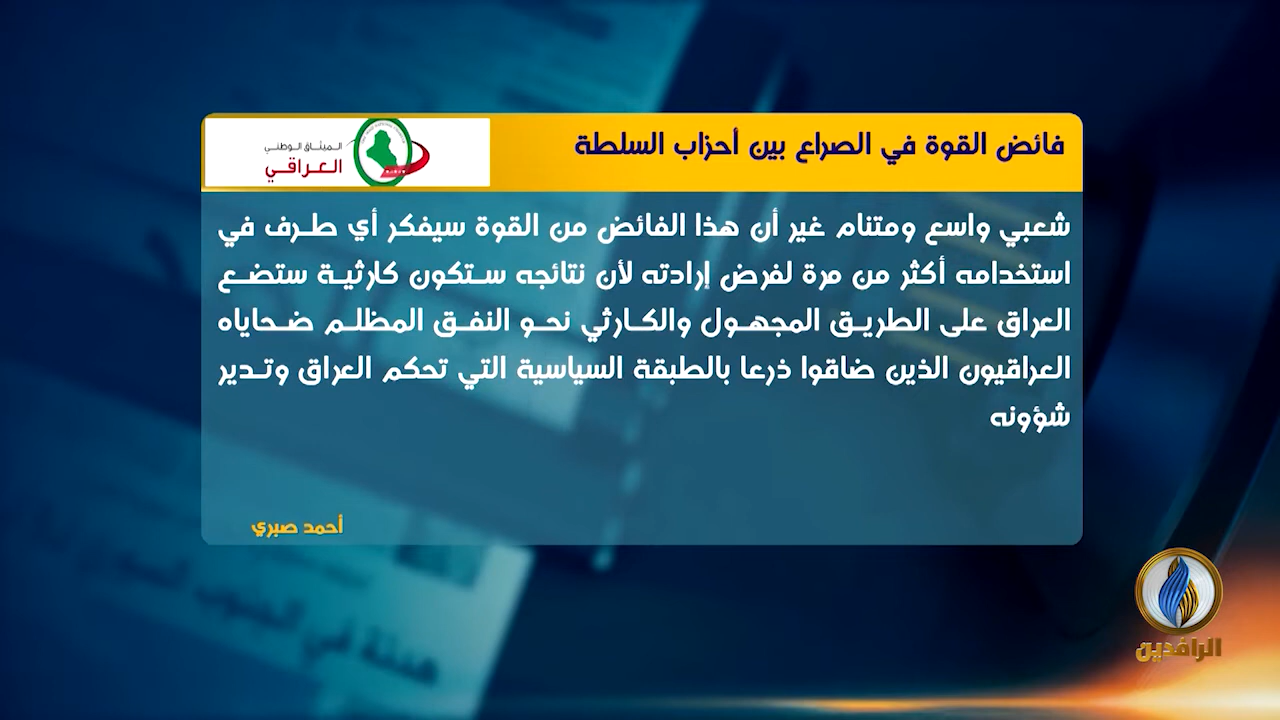 فائض القوة في الصراع بين أحزاب السلطة
الميثاق الوطني
العراقي
شعبي واسع ومتنام غير أن هذا الفائض من القوة سيفكر أي طرف في
استخدامه أكثر من مرة لفرض إرادته لأن نتائجه ستكون كارثية ستضع
العراق على الطريق المجهول والكارثي نحو النفق المظلم ضحاياه
العراقيون الذين ضاقوا ذرعا بالطبقة السياسية التي تحكم العراق وتدير
شؤونه
أحمد صبري
هيئة في الجنوب
الرافدين